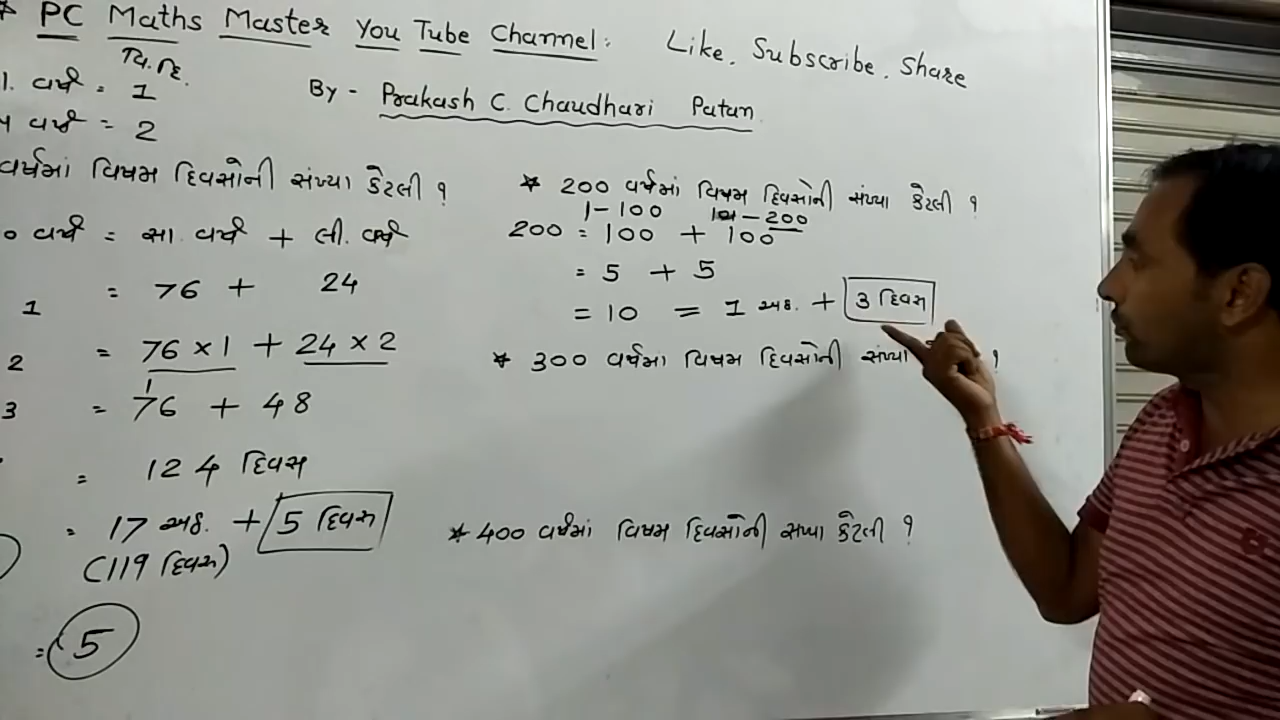 * PC Maths Master You Tube Channel: Like. Subscribe. Share
વિ.દિ.
By - Prakash C. Chaudhari Patan
. વર્ષ = 1
વર્ષ = 2
વર્ષમાં વિષમ દિવસોની સંખ્યા કેટલી ?
૦ વર્ષ = સા. વર્ષ + લી. વર્ષ
= 76 + 24
1
= 76 × 1 + 24 × 2
2
1
= 76 + 48
3
= 124 દિવસ
= 17 અઠ. + 5 દિવસ
(119 દિવસ)
= 5
* 200 વર્ષમાં વિષમ દિવસોની સંખ્યા કેટલી ?
1-100 101-200
200 = 100 + 100
= 5 + 5
= 10 = 1 અઠ. + 3 દિવસ
* 300 વર્ષમાં વિષમ દિવસોની સંખ્યા ?
* 400 વર્ષમાં વિષમ દિવસોની સંખ્યા કેટલી ?